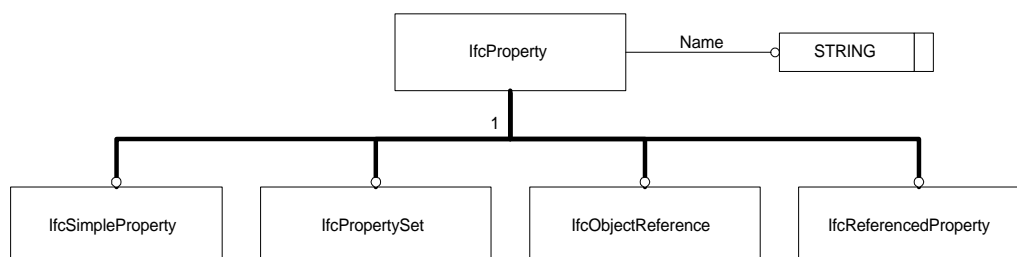 IfcProperty
Name
STRING
1
IfcSimpleProperty
IfcPropertySet
IfcObjectReference
IfcReferencedProperty